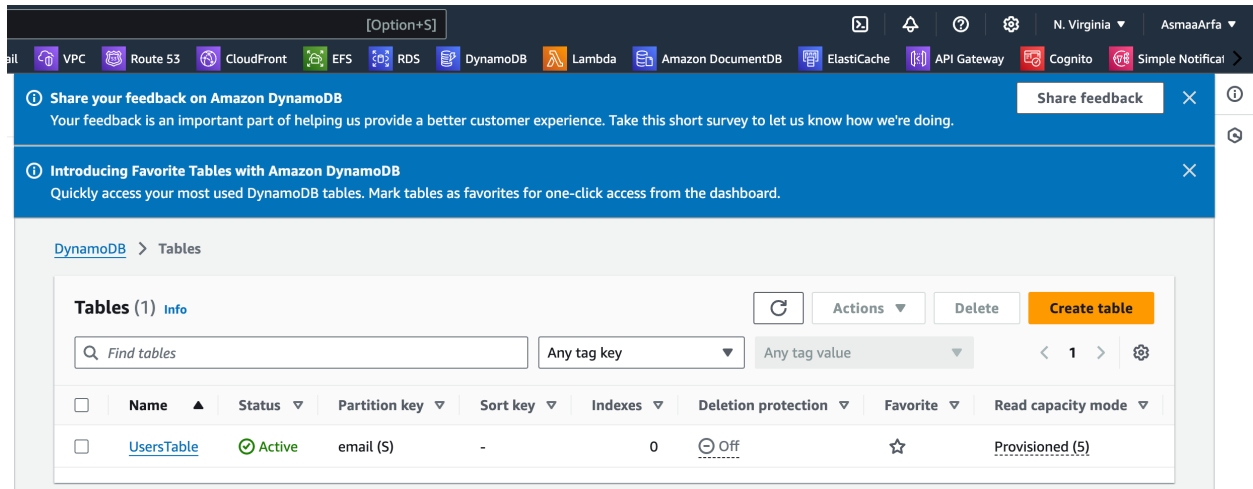 [Option+S]
N. Virginia ▼
AsmaaArfa ▼
ail
VPC
Route 53
CloudFront
EFS
RDS
DynamoDB
Lambda
Amazon DocumentDB
ElastiCache
API Gateway
Cognito
Simple Notificat
Share your feedback on Amazon DynamoDB
Share feedback
Your feedback is an important part of helping us provide a better customer experience. Take this short survey to let us know how we're doing.
Introducing Favorite Tables with Amazon DynamoDB
Quickly access your most used DynamoDB tables. Mark tables as favorites for one-click access from the dashboard.
DynamoDB > Tables
Tables (1) Info
Actions ▼
Delete
Create table
Find tables
Any tag key
Any tag value
1
Name
Status
Partition key
Sort key
Indexes
Deletion protection
Favorite
Read capacity mode
UsersTable
Active
email (S)
-
0
Off
Provisioned (5)